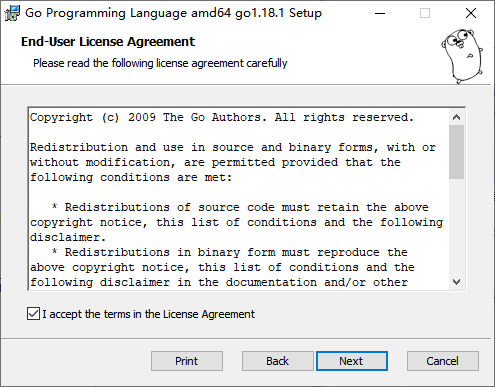 Go Programming Language amd64 go1.18.1 Setup
End-User License Agreement
Please read the following license agreement carefully
Copyright (c) 2009 The Go Authors. All rights reserved.
Redistribution and use in source and binary forms, with or
without modification, are permitted provided that the
following conditions are met:
* Redistributions of source code must retain the above
copyright notice, this list of conditions and the following
disclaimer.
* Redistributions in binary form must reproduce the
above copyright notice, this list of conditions and the
following disclaimer in the documentation and/or other
I accept the terms in the License Agreement
Print Back Next Cancel